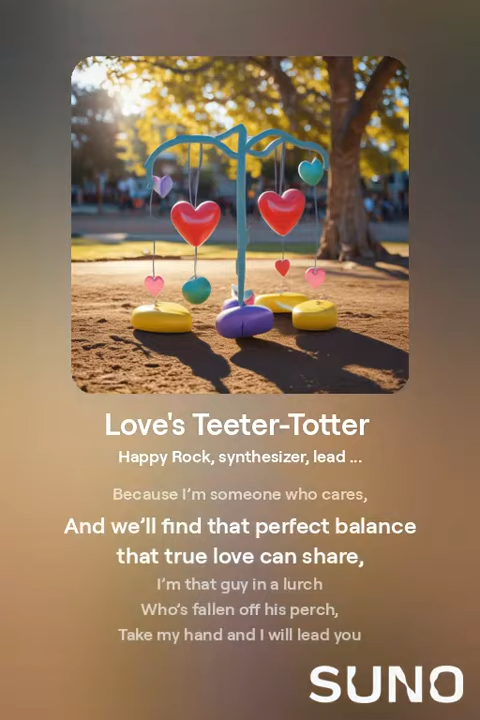 Love's Teeter-Totter
Happy Rock, synthesizer, lead ...
Because I'm someone who cares,
And we'll find that perfect balance
that true love can share,
I'm that guy in a lurch
Who's fallen off his perch,
Take my hand and I will lead you
SUNO